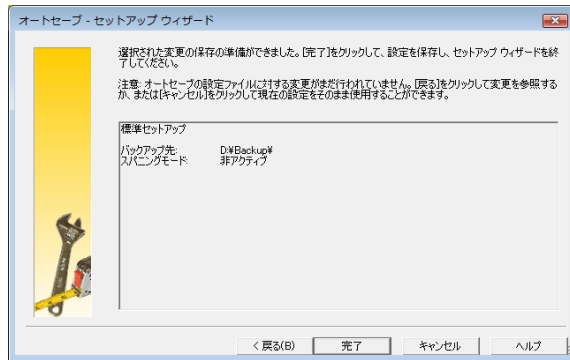 オートセーブ - セットアップ ウィザード
選択された変更の保存の準備ができました。[完了]をクリックして、設定を保存し、セットアップ ウィザードを終
了してください。
注意: オートセーブの設定ファイルに対する変更がまだ行われていません。[戻る]をクリックして変更を参照する
か、または[キャンセル]をクリックして現在の設定をそのまま使用することができます。
標準セットアップ
バックアップ先: D:¥Backup¥
スパニングモード: 非アクティブ
< 戻る(B) 完了 キャンセル ヘルプ